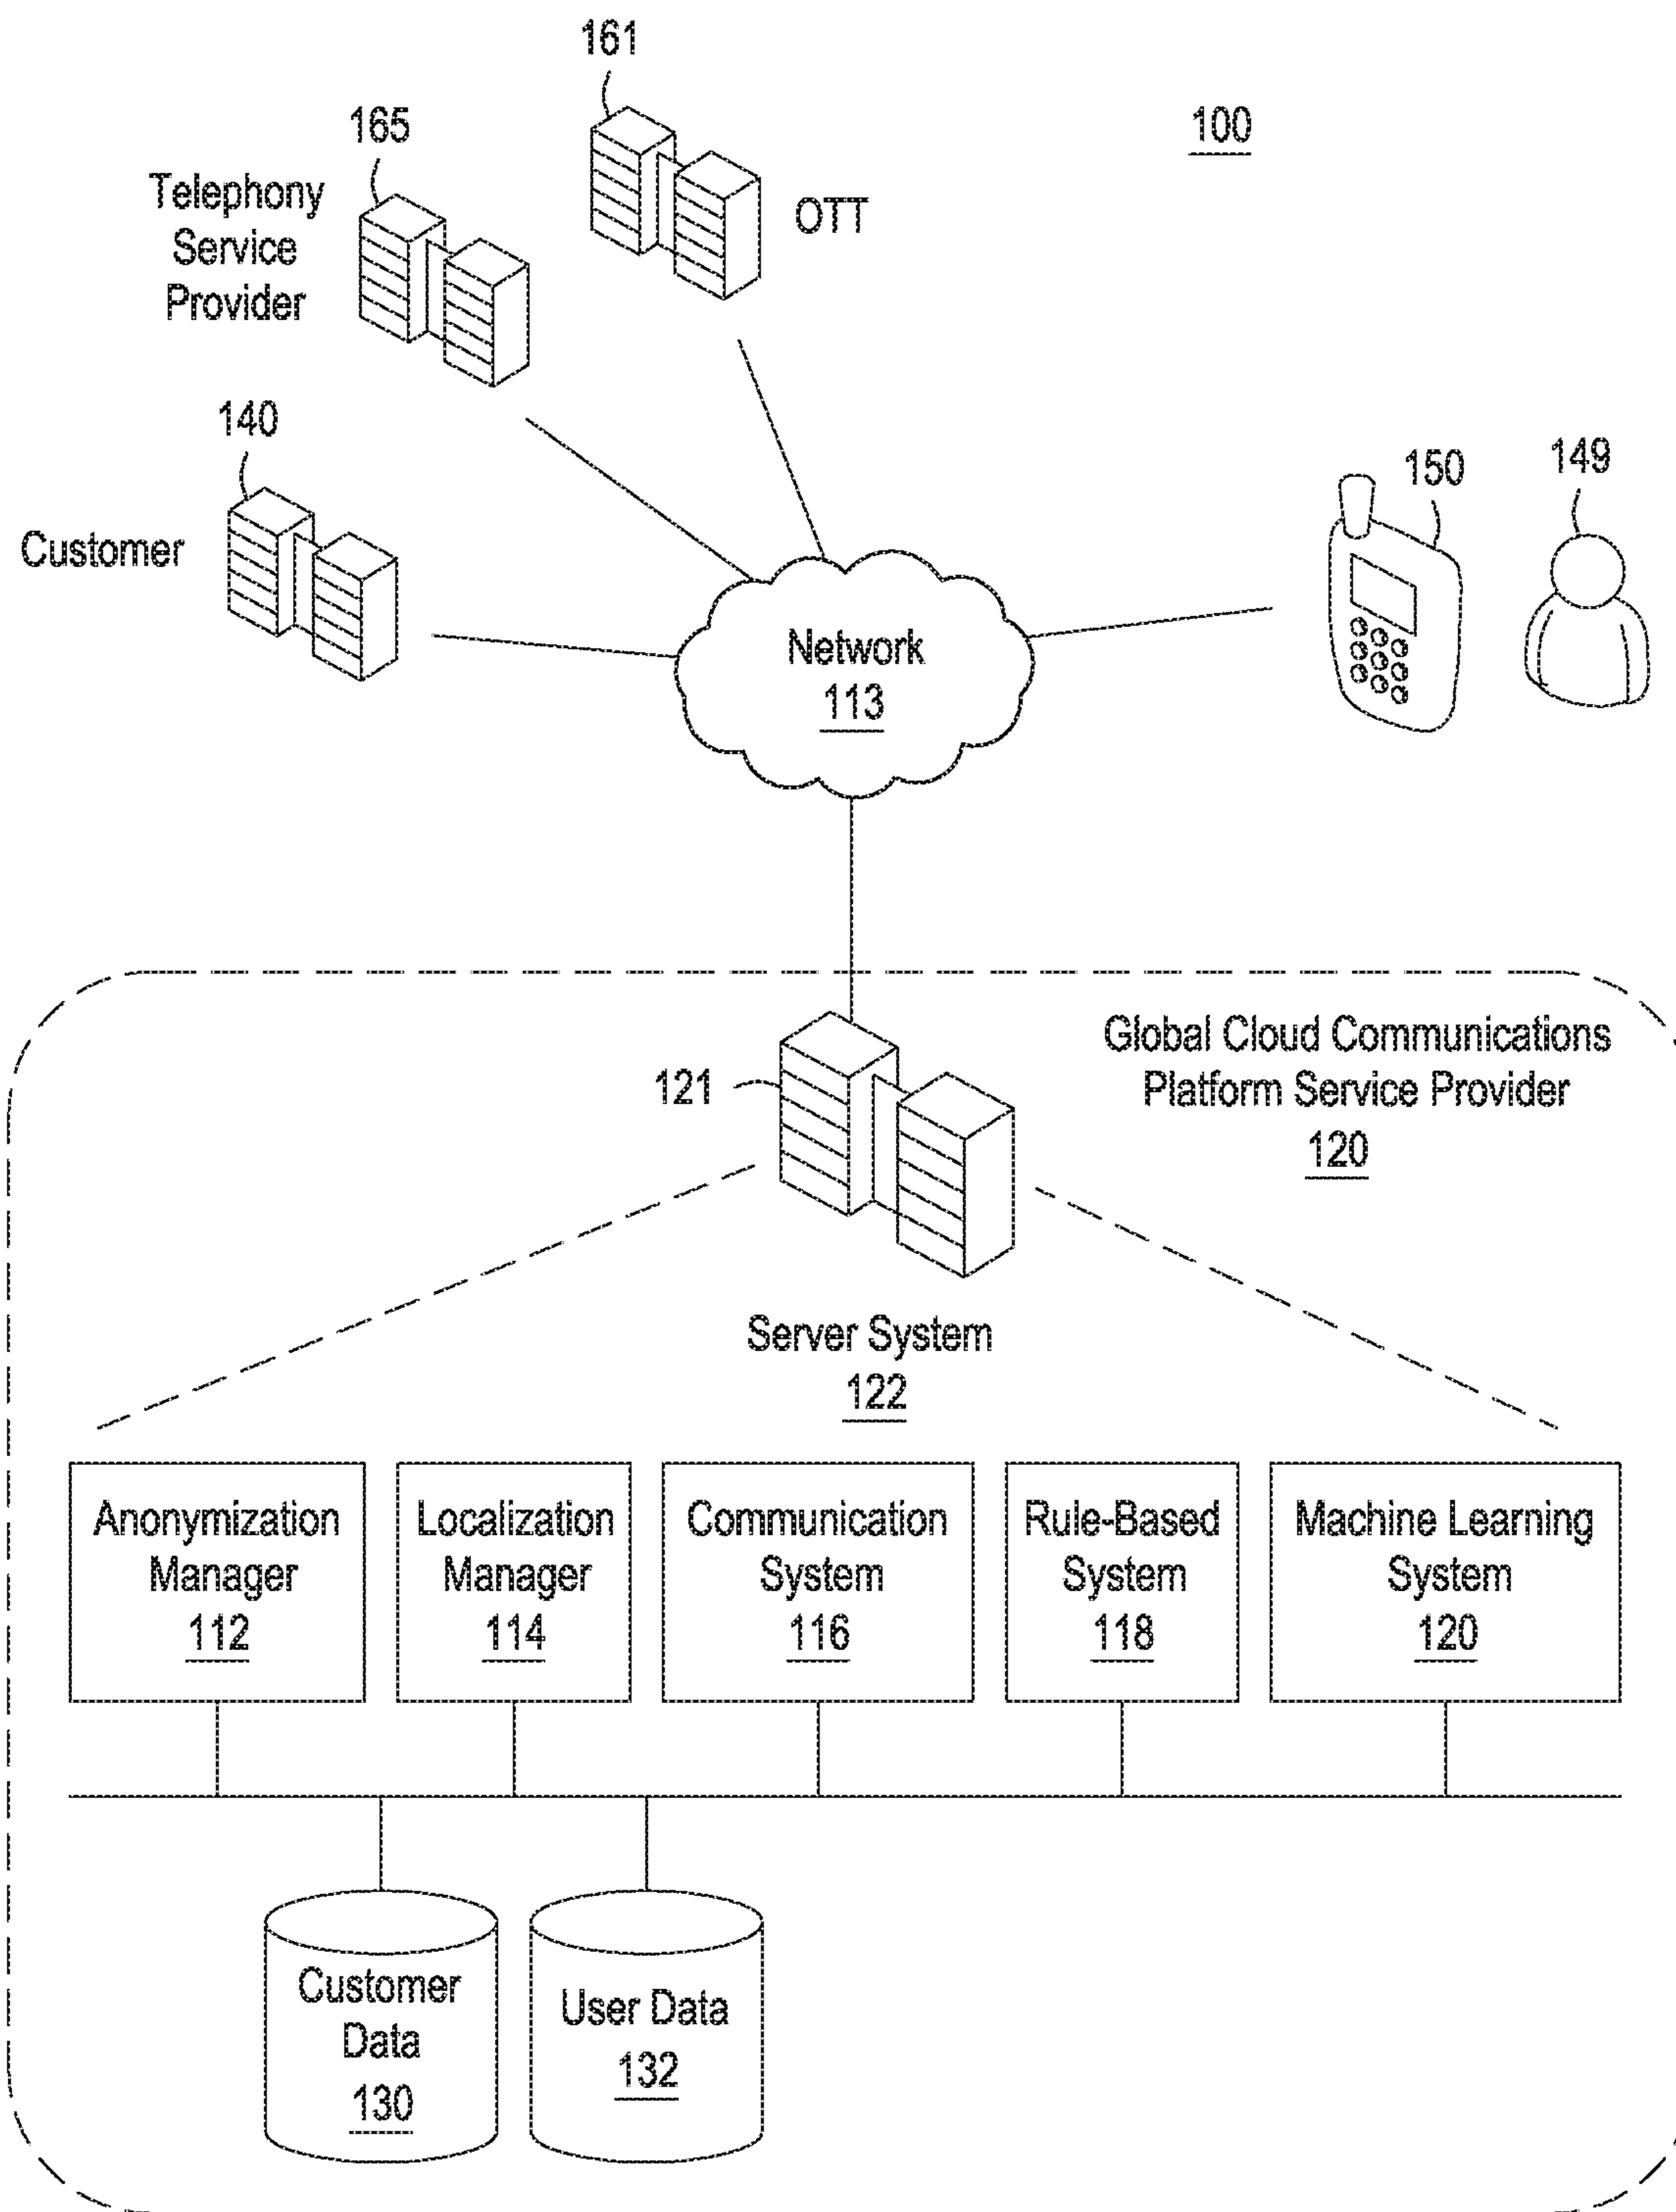 161
100
165
Telephony
Service
Provider
OTT
140
Customer
150
149
Network
113
Global Cloud Communications
Platform Service Provider
120
121
Server System
122
Anonymization
Manager
112
Localization
Manager
114
Communication
System
116
Rule-Based
System
118
Machine Learning
System
120
Customer
Data
130
User Data
132